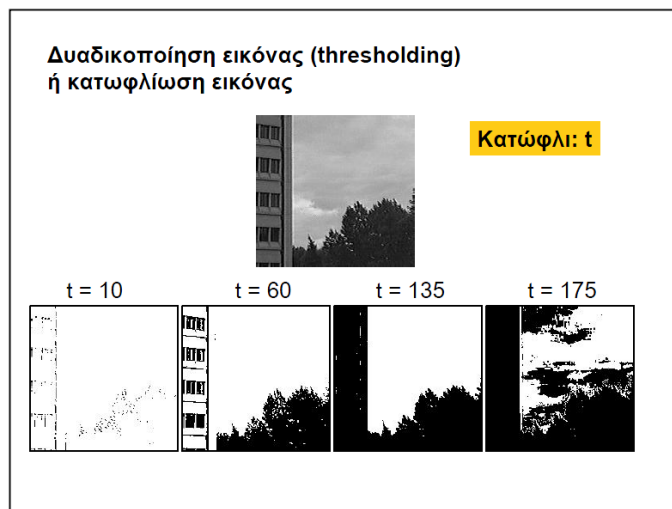 Δυαδικοποίηση εικόνας (thresholding)
ή κατωφλίωση εικόνας
Κατώφλι: t
t = 10
t = 60
t = 135
t = 175